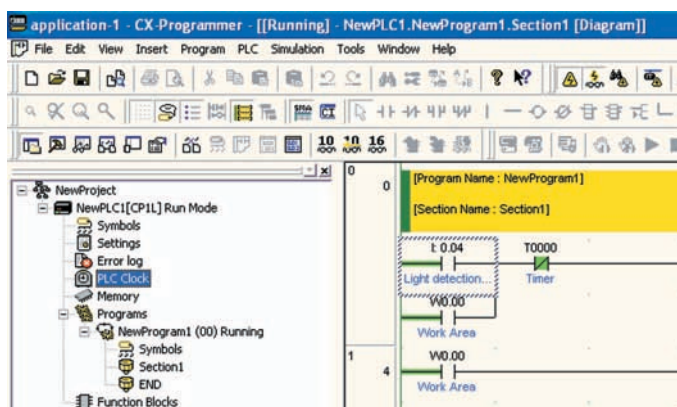 application-1 - CX-Programmer - [[Running] - NewPLC1.NewProgram1.Section1 [Diagram]]
File Edit View Insert Program PLC Simulation Tools Window Help
10 10 16
NewProject
NewPLC1[CP1L] Run Mode
Symbols
Settings
Error log
PLC Clock
Memory
Programs
NewProgram1 (00) Running
Symbols
Section1
END
Function Blocks
0
0
[Program Name : NewProgram1]
[Section Name : Section1]
I: 0.04
T0000
Light detection...
Timer
W0.00
Work Area
1
4
W0.00
Work Area